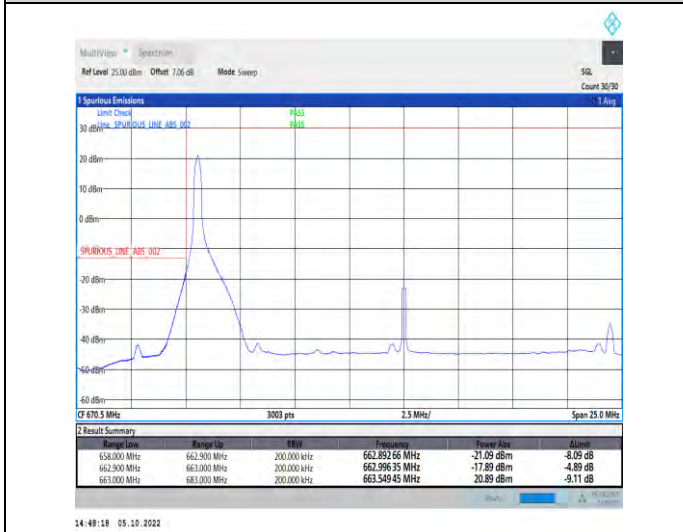 MultiView Spectrum
Ref Level 25.00 dBm Offset 7.06 dB Mode Sweep SGL
Count 30/30
1 Spurious Emissions 1 Avg
Limit Check PASS
30 dBm Line SPURIOUS_LINE_ABS_002 PASS
20 dBm
10 dBm
0 dBm
SPURIOUS_LINE_ABS_002
-20 dBm
-30 dBm
-40 dBm
-50 dBm
-60 dBm
CF 670.5 MHz 3003 pts 2.5 MHz/ Span 25.0 MHz
2 Result Summary
Range Low Range Up RBW Frequency Power Abs ΔLimit
658.000 MHz 662.900 MHz 200.000 kHz 662.892 66 MHz -21.09 dBm -8.09 dB
662.900 MHz 663.000 MHz 200.000 kHz 662.996 35 MHz -17.89 dBm -4.89 dB
663.000 MHz 683.000 MHz 200.000 kHz 663.549 45 MHz 20.89 dBm -9.11 dB
Ready
14:48:18 05.10.2022